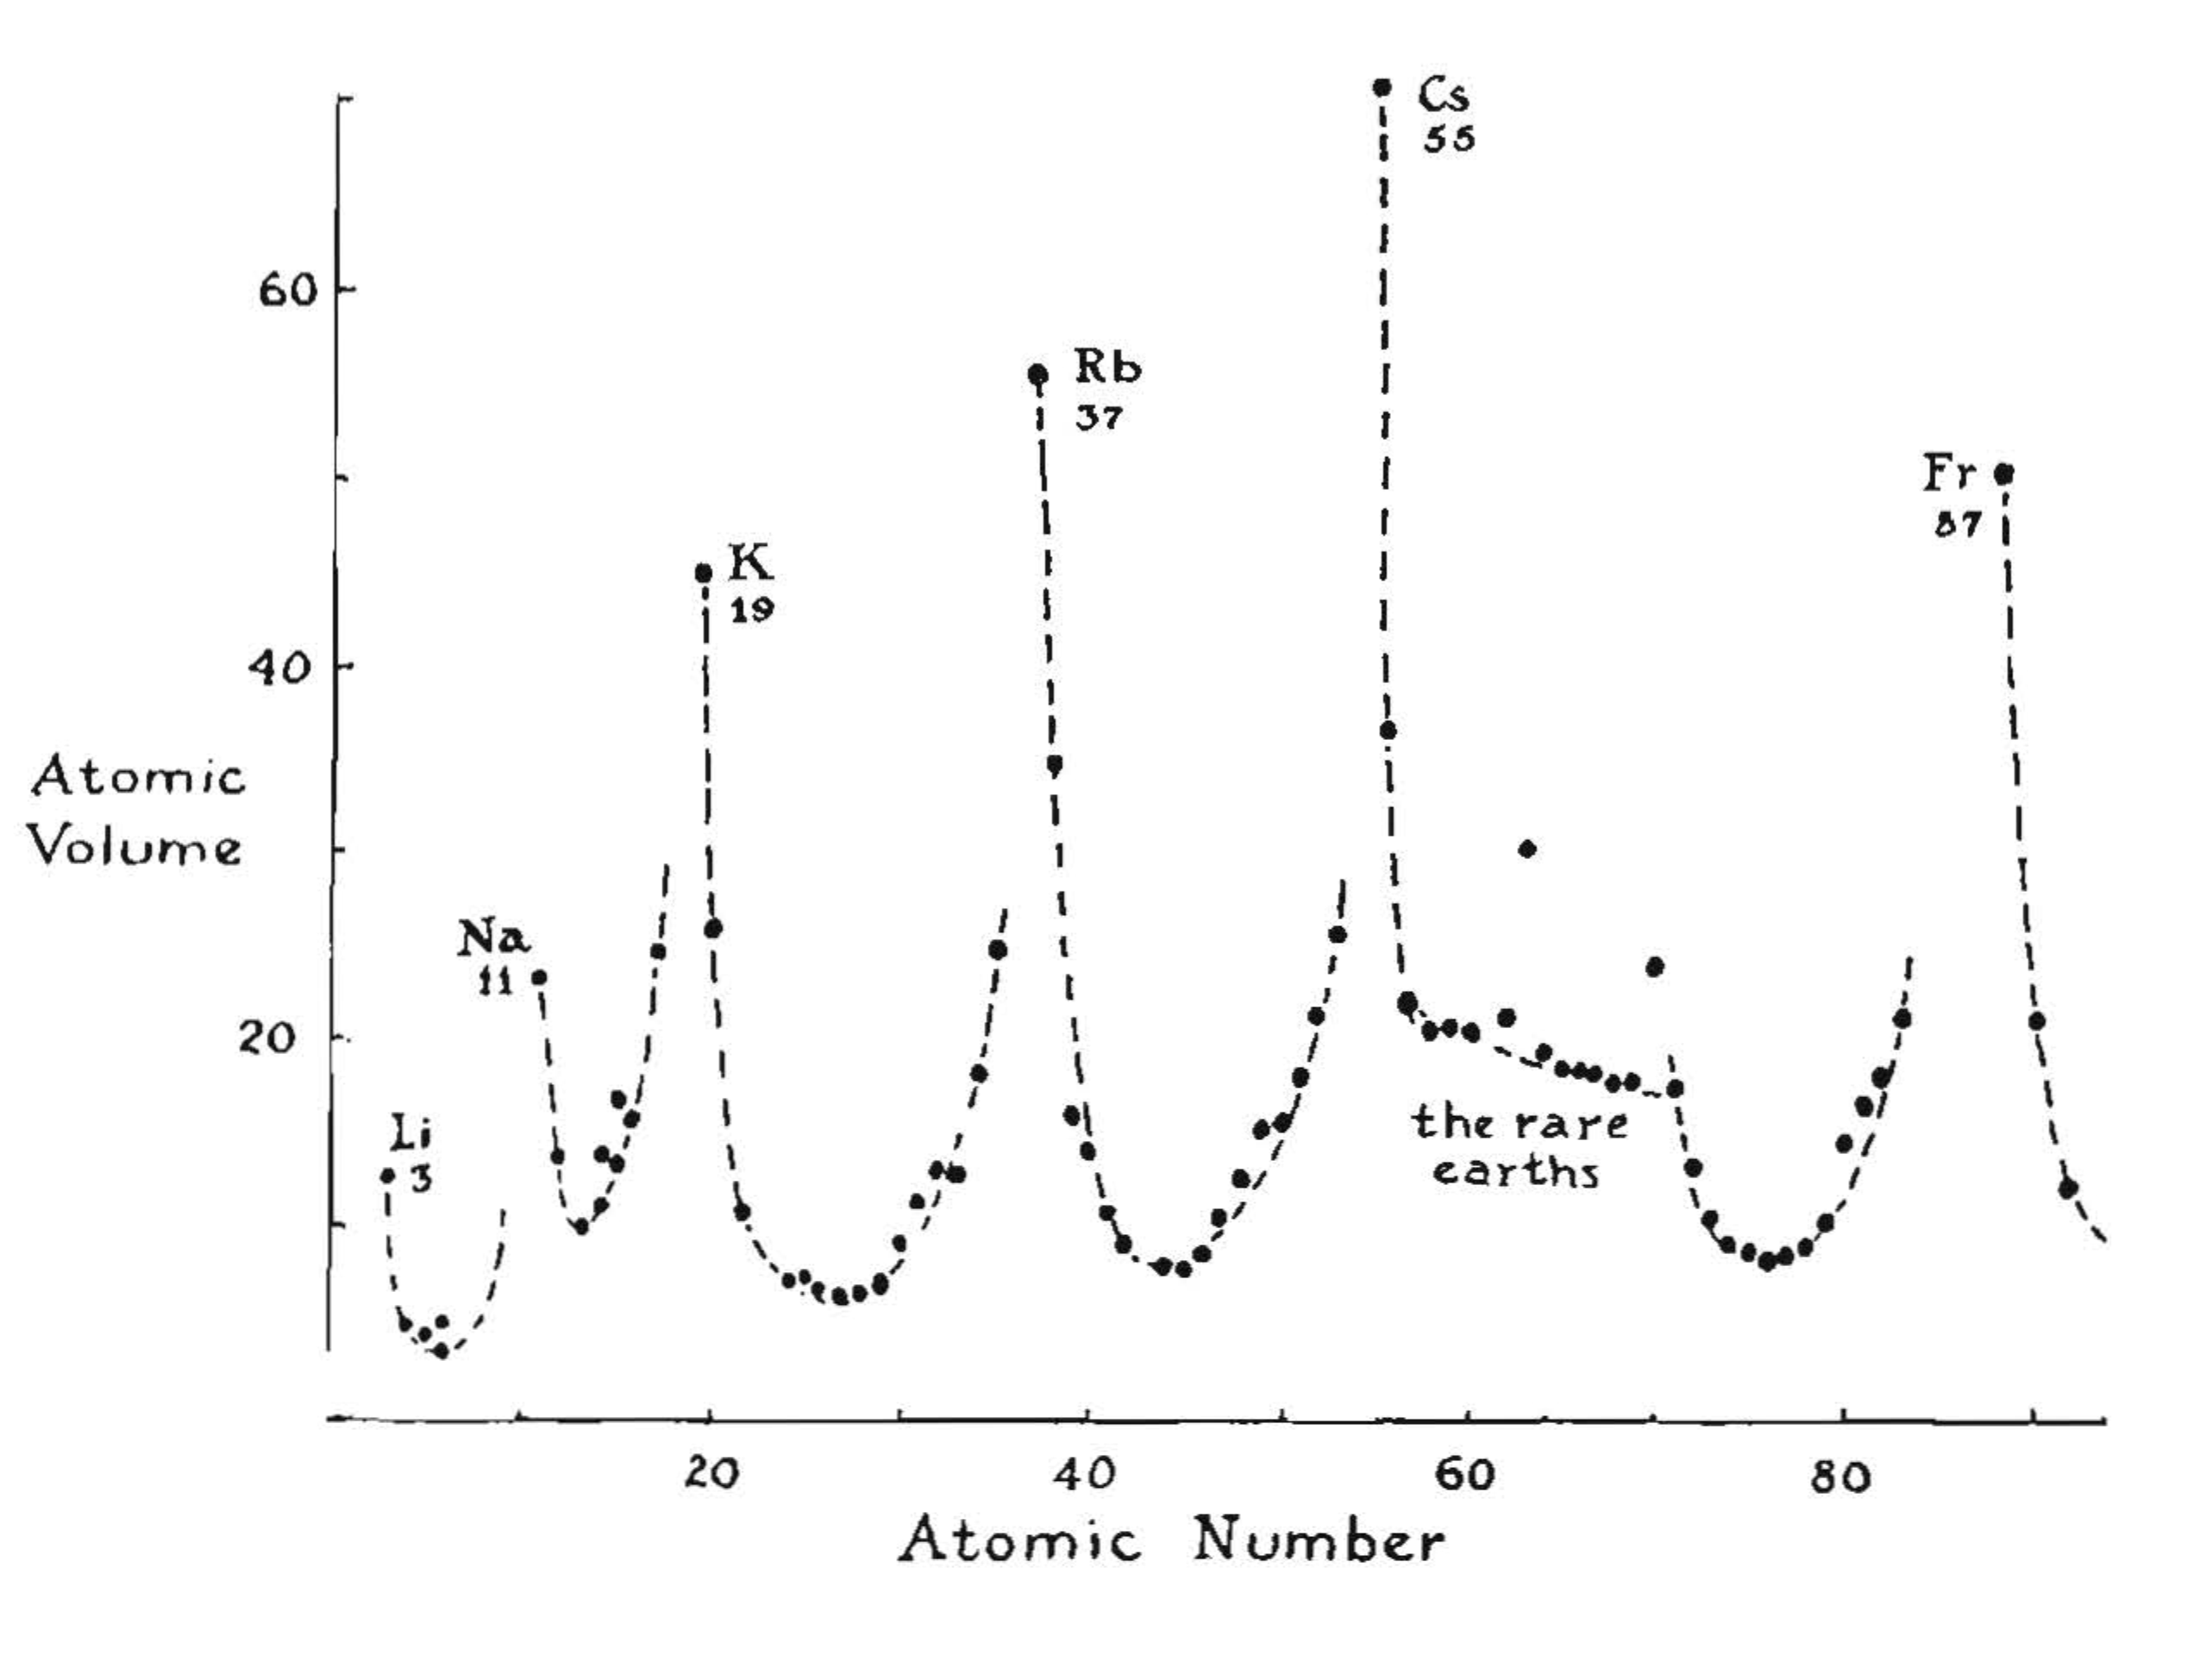 Cs
55
60
Rb
37
Fr
87
K
19
40
Atomic
Volume
Na
11
20
Li
3
the rare
earths
20
40
60
80
Atomic Number